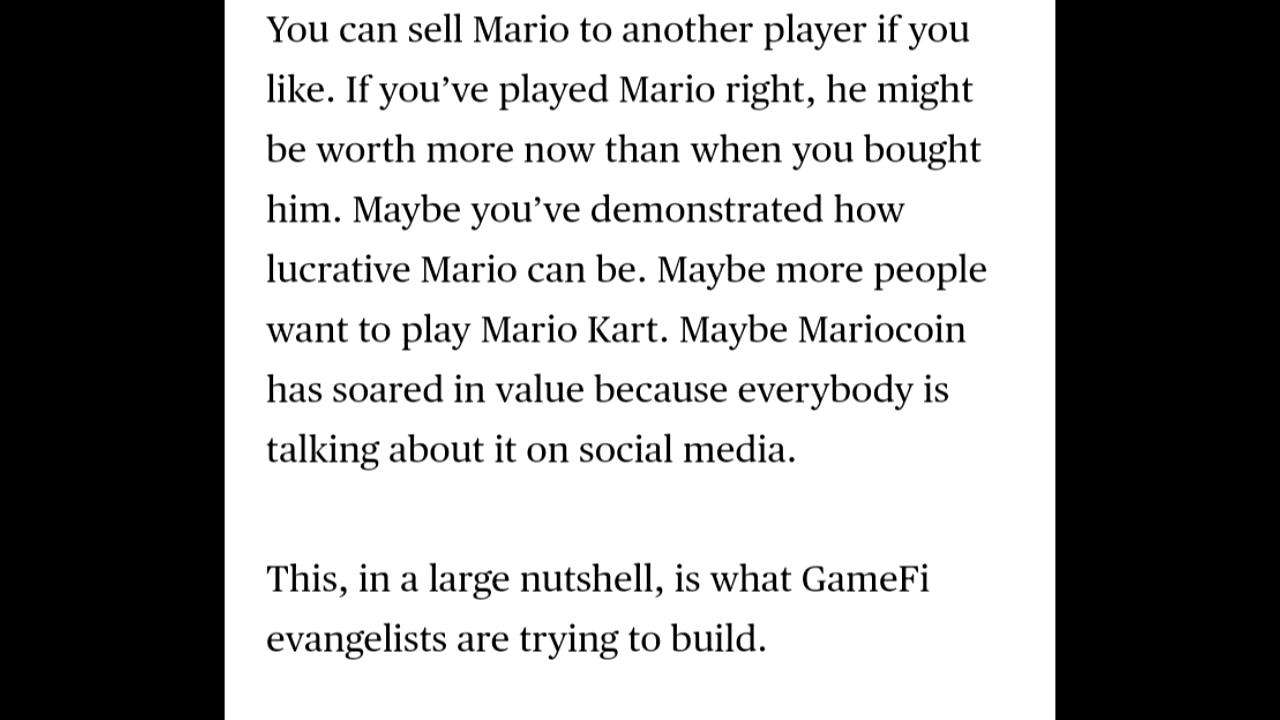 You can sell Mario to another player if you
like. If you’ve played Mario right, he might
be worth more now than when you bought
him. Maybe you’ve demonstrated how
lucrative Mario can be. Maybe more people
want to play Mario Kart. Maybe Mariocoin
has soared in value because everybody is
talking about it on social media.
This, in a large nutshell, is what GameFi
evangelists are trying to build.